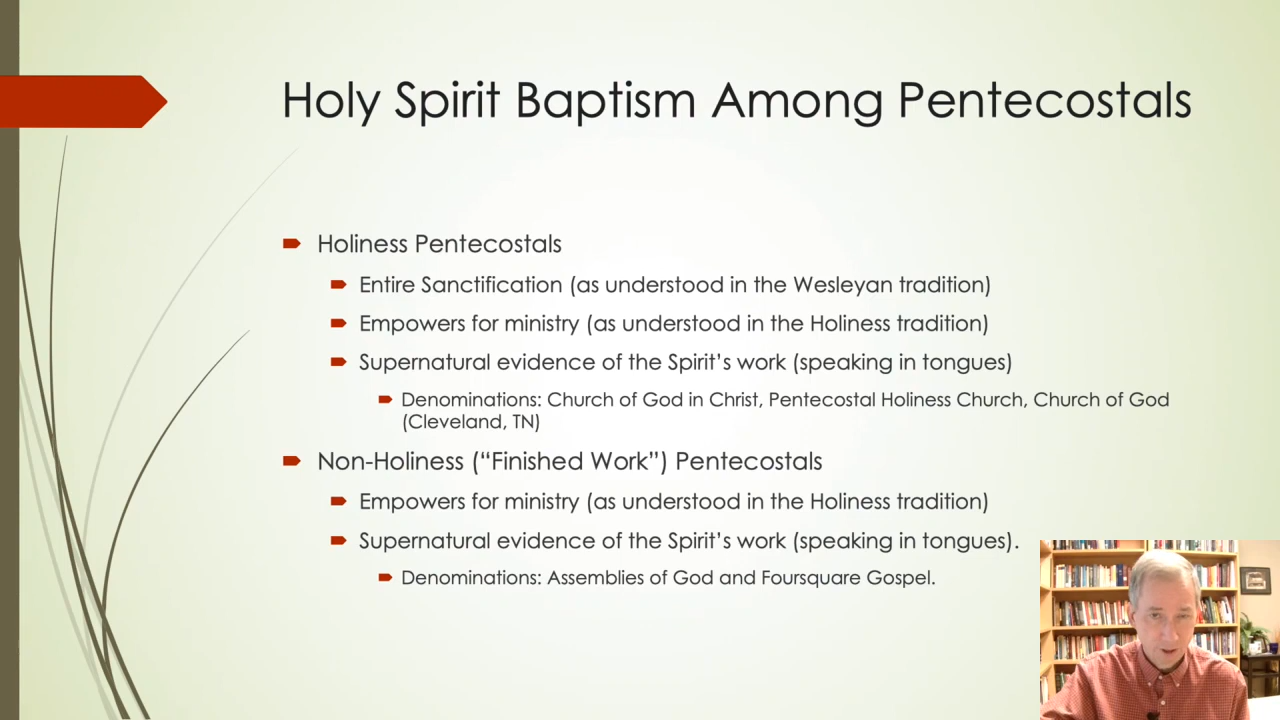 Holy Spirit Baptism Among Pentecostals
Holiness Pentecostals
Entire Sanctification (as understood in the Wesleyan tradition)
Empowers for ministry (as understood in the Holiness tradition)
Supernatural evidence of the Spirit’s work (speaking in tongues)
Denominations: Church of God in Christ, Pentecostal Holiness Church, Church of God
(Cleveland, TN)
Non-Holiness (“Finished Work”) Pentecostals
Empowers for ministry (as understood in the Holiness tradition)
Supernatural evidence of the Spirit’s work (speaking in tongues).
Denominations: Assemblies of God and Foursquare Gospel.